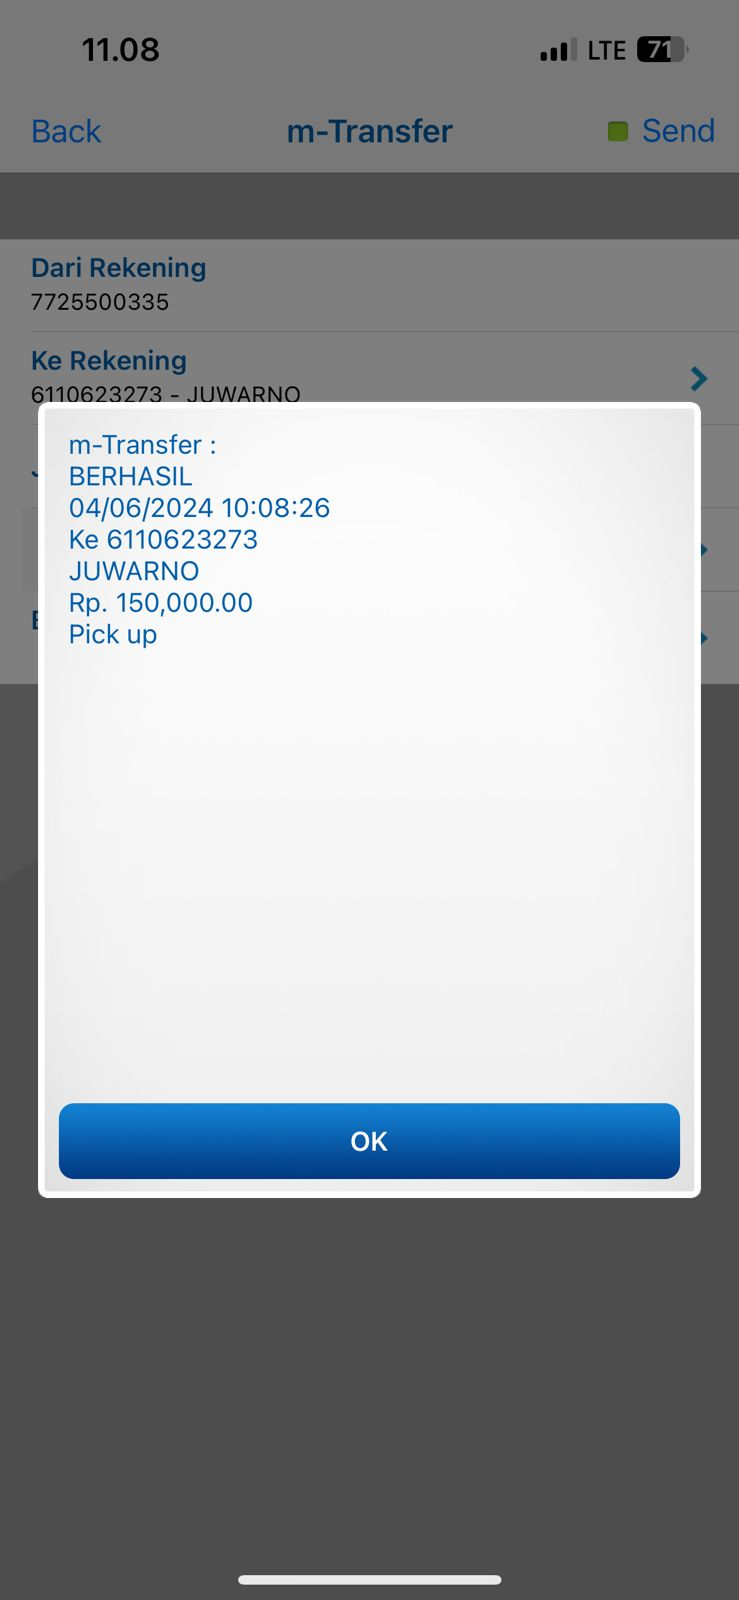 11.08
LTE 71
Back m-Transfer Send
Dari Rekening
7725500335
Ke Rekening
6110623273 - JUWARNO
m-Transfer :
BERHASIL
04/06/2024 10:08:26
Ke 6110623273
JUWARNO
Rp. 150,000.00
Pick up
OK